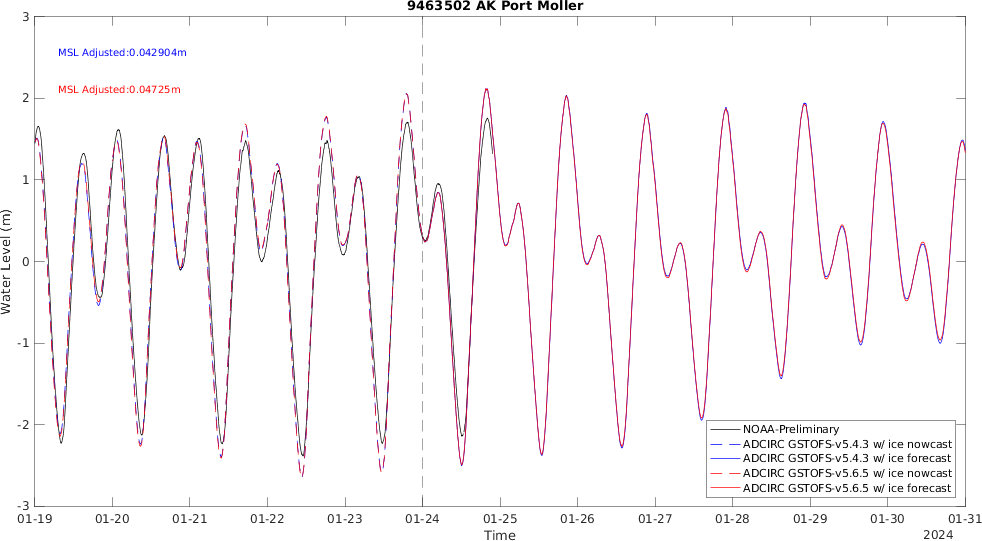 9463502 AK Port Moller
3
2
1
0
-1
-2
-3
Water Level (m)
MSL Adjusted:0.042904m
MSL Adjusted:0.04725m
NOAA-Preliminary
ADCIRC GSTOFS-v5.4.3 w/ ice nowcast
ADCIRC GSTOFS-v5.4.3 w/ ice forecast
ADCIRC GSTOFS-v5.6.5 w/ ice nowcast
ADCIRC GSTOFS-v5.6.5 w/ ice forecast
01-19 01-20 01-21 01-22 01-23 01-24 01-25 01-26 01-27 01-28 01-29 01-30 01-31
Time
2024